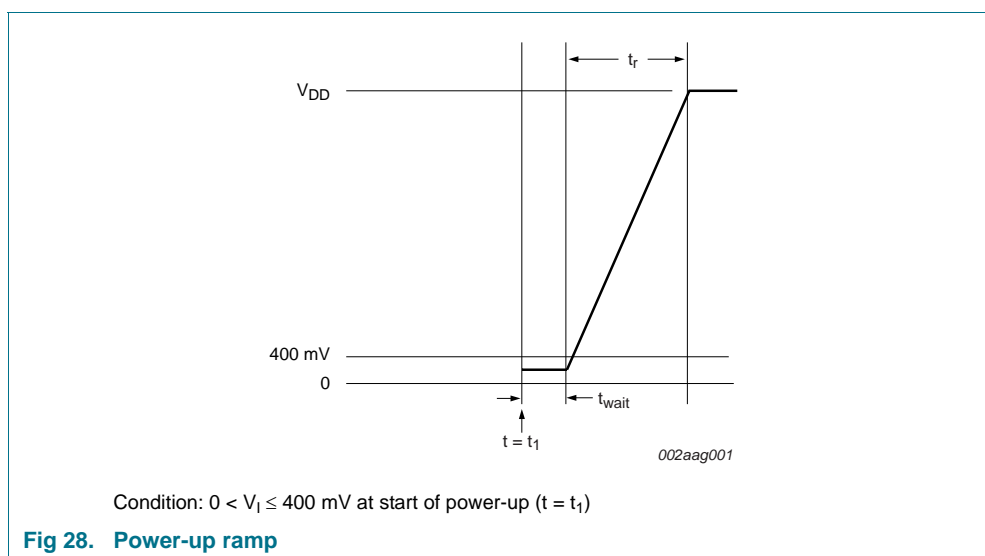 tr
VDD
400 mV
0
twait
t = t1
002aag001
Condition: 0 < VI ≤ 400 mV at start of power-up (t = t1)
Fig 28. Power-up ramp